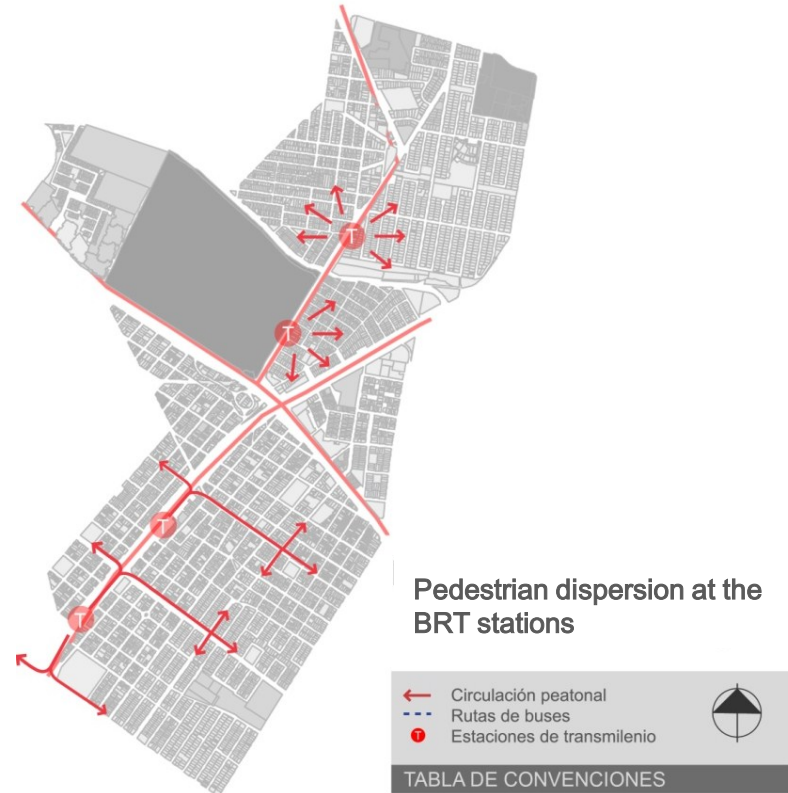 T
T
T
T
Pedestrian dispersion at the
BRT stations
Circulación peatonal
Rutas de buses
T Estaciones de transmilenio
TABLA DE CONVENCIONES